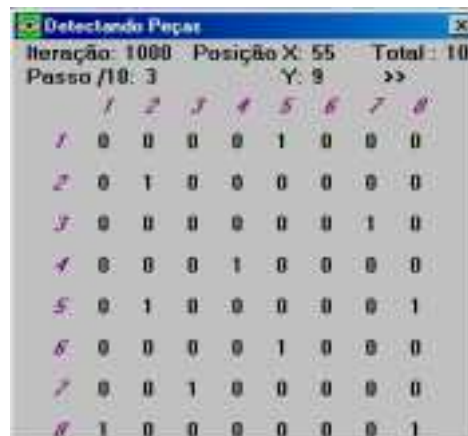 Detectando Peças
Iteração: 1000 Posição X: 55 Total : 10
Passo /10: 3 Y: 9 >>
1 2 3 4 5 6 7 8
1 0 0 0 0 1 0 0 0
2 0 1 0 0 0 0 0 0
3 0 0 0 0 0 0 1 0
4 0 0 0 1 0 0 0 0
5 0 1 0 0 0 0 0 1
6 0 0 0 0 1 0 0 0
7 0 0 1 0 0 0 0 0
8 1 0 0 0 0 0 0 1